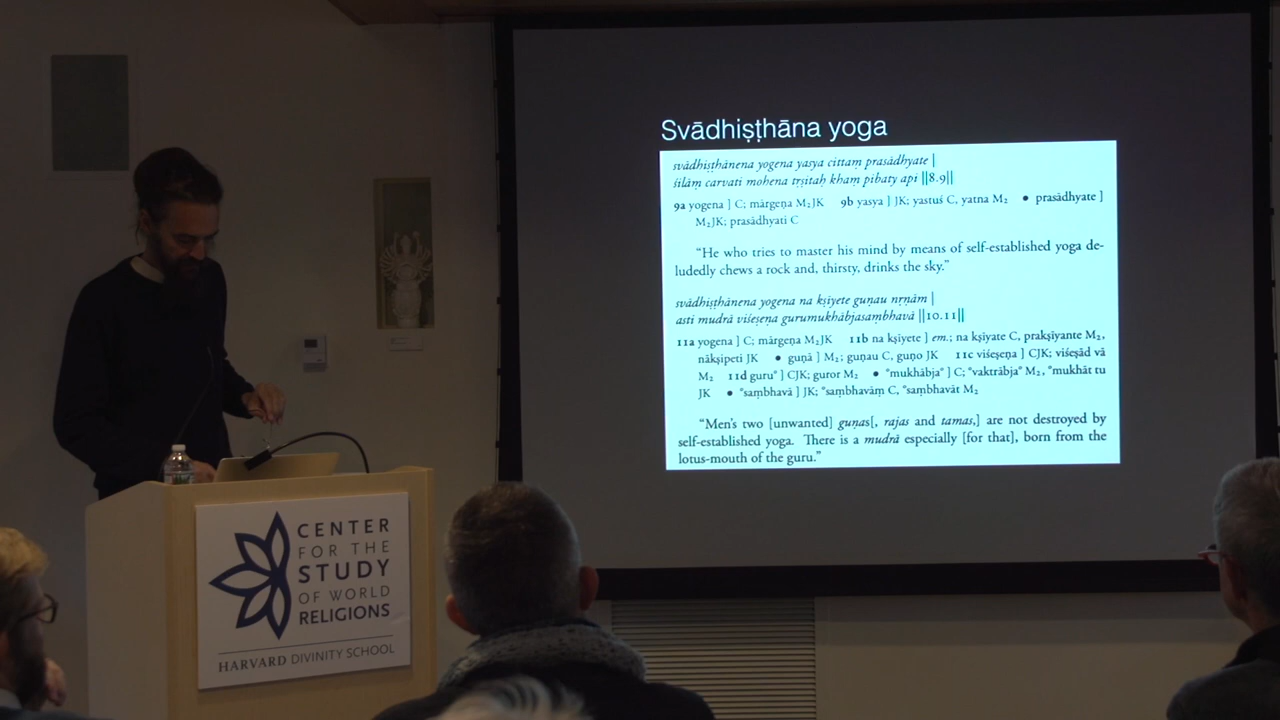 Svādhiṣṭhāna yoga
svādhiṣṭhānena yogena yasya cittaṃ prasādhyate |
śilāṃ carvati mohena tṛṣitaḥ khaṃ pibaty api ||8.9||
9a yogena ] C; mārgeṇa M₂JK 9b yasya ] JK; yastuś C, yatna M₂ • prasādhyate ]
M₂JK; prasādhyati C
“He who tries to master his mind by means of self-established yoga de-
ludedly chews a rock and, thirsty, drinks the sky.”
svādhiṣṭhānena yogena na kṣīyete guṇau nṛṇām |
asti mudrā viśeṣeṇa gurumukhābjasaṃbhavā ||10.11||
11a yogena ] C; mārgeṇa M₂JK 11b na kṣīyete ] em.; na kṣīyate C, prakṣīyante M₂,
nākṣipeti JK • guṇā ] M₂; guṇau C, guṇo JK 11c viśeṣeṇa ] CJK; viśeṣād vā
M₂ 11d guru° ] CJK; guror M₂ • °mukhābja° ] C; °vaktrābja° M₂, °mukhāt tu
JK • °saṃbhavā ] JK; °saṃbhavāṃ C, °saṃbhavāt M₂
“Men’s two [unwanted] guṇas[, rajas and tamas,] are not destroyed by
self-established yoga. There is a mudrā especially [for that], born from the
lotus-mouth of the guru.”
CENTER
FOR THE
STUDY
OF WORLD
RELIGIONS
HARVARD DIVINITY SCHOOL